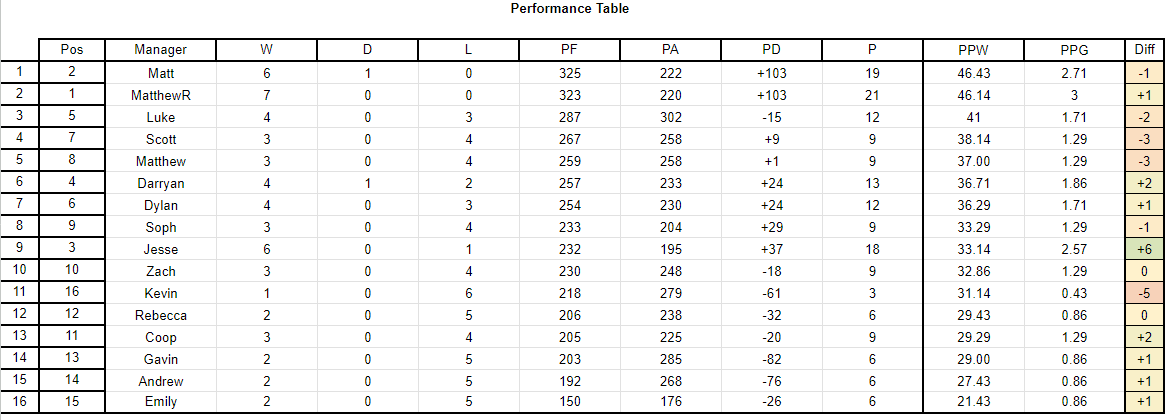 Performance Table
Pos Manager W D L PF PA PD P PPW PPG Diff
1 2 Matt 6 1 0 325 222 +103 19 46.43 2.71 -1
2 1 MatthewR 7 0 0 323 220 +103 21 46.14 3 +1
3 5 Luke 4 0 3 287 302 -15 12 41 1.71 -2
4 7 Scott 3 0 4 267 258 +9 9 38.14 1.29 -3
5 8 Matthew 3 0 4 259 258 +1 9 37.00 1.29 -3
6 4 Darryan 4 1 2 257 233 +24 13 36.71 1.86 +2
7 6 Dylan 4 0 3 254 230 +24 12 36.29 1.71 +1
8 9 Soph 3 0 4 233 204 +29 9 33.29 1.29 -1
9 3 Jesse 6 0 1 232 195 +37 18 33.14 2.57 +6
10 10 Zach 3 0 4 230 248 -18 9 32.86 1.29 0
11 16 Kevin 1 0 6 218 279 -61 3 31.14 0.43 -5
12 12 Rebecca 2 0 5 206 238 -32 6 29.43 0.86 0
13 11 Coop 3 0 4 205 225 -20 9 29.29 1.29 +2
14 13 Gavin 2 0 5 203 285 -82 6 29.00 0.86 +1
15 14 Andrew 2 0 5 192 268 -76 6 27.43 0.86 +1
16 15 Emily 2 0 5 150 176 -26 6 21.43 0.86 +1